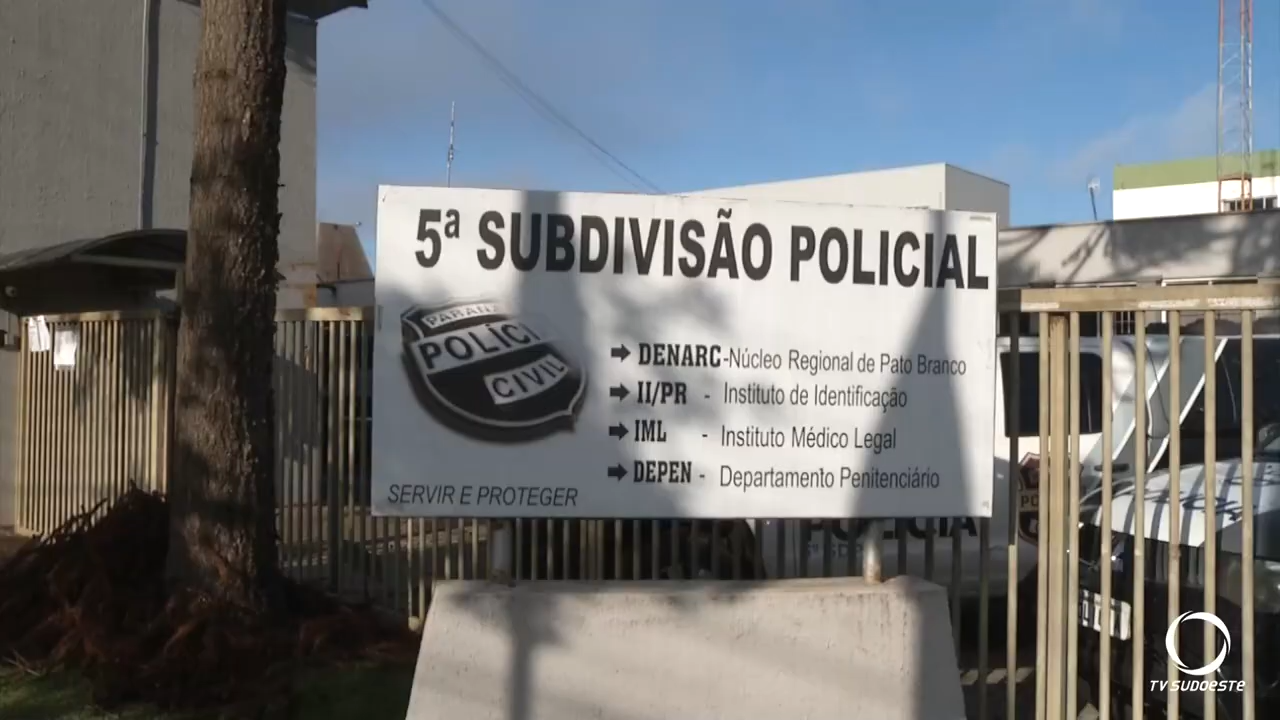 5ª SUBDIVISÃO POLICIAL
PARANÁ
POLÍCI
CIVIL
DENARC-Núcleo Regional de Pato Branco
II/PR - Instituto de Identificação
IML - Instituto Médico Legal
DEPEN - Departamento Penitenciário
SERVIR E PROTEGER
POLÍCIA
TV SUDOESTE